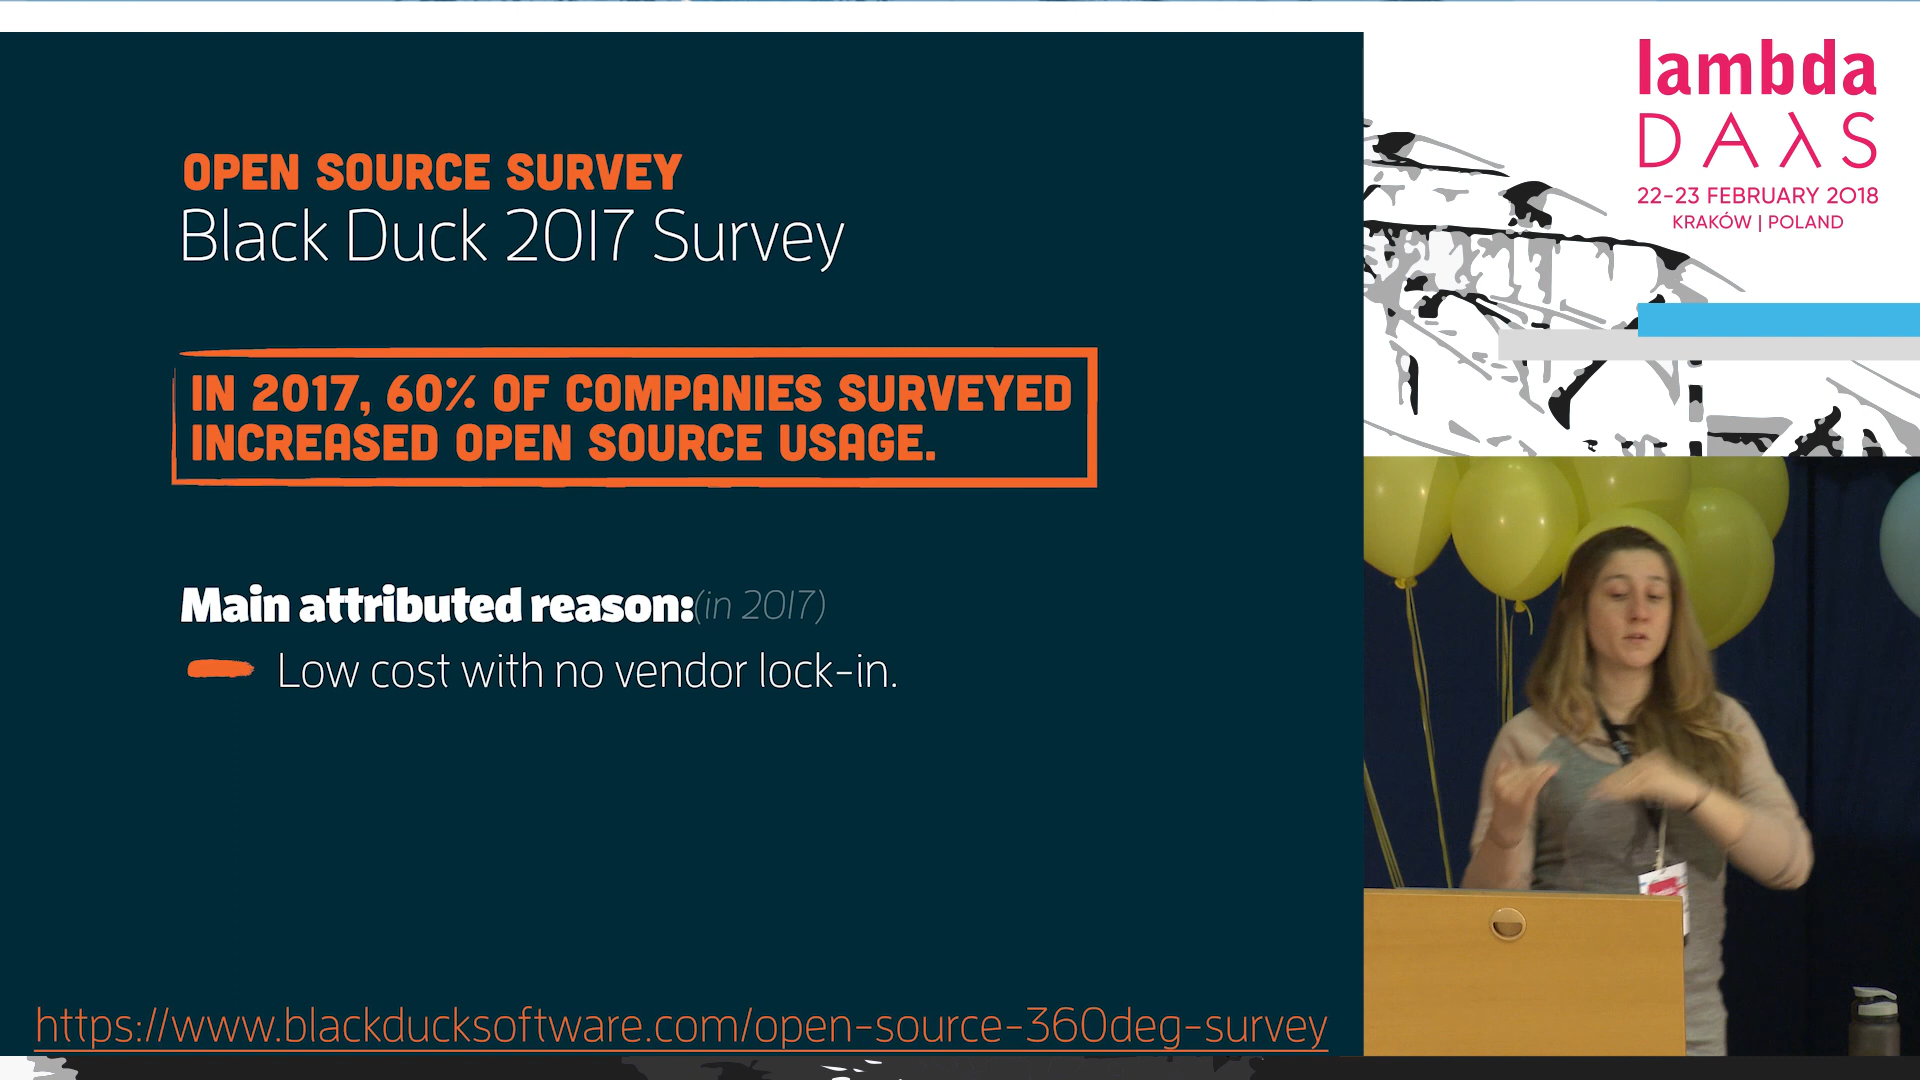 OPEN SOURCE SURVEY
Black Duck 2017 Survey
IN 2017, 60% OF COMPANIES SURVEYED
INCREASED OPEN SOURCE USAGE.
Main attributed reason:(in 2017)
Low cost with no vendor lock-in.
https://www.blackducksoftware.com/open-source-360deg-survey
lambda
DAλS
22-23 FEBRUARY 2018
KRAKÓW | POLAND